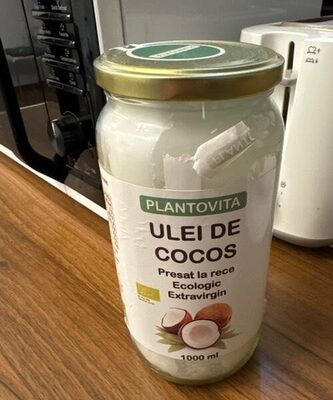 PLANTOVITA
ULEI DE
COCOS
Presat la rece
Ecologic
Extravirgin
1000 ml